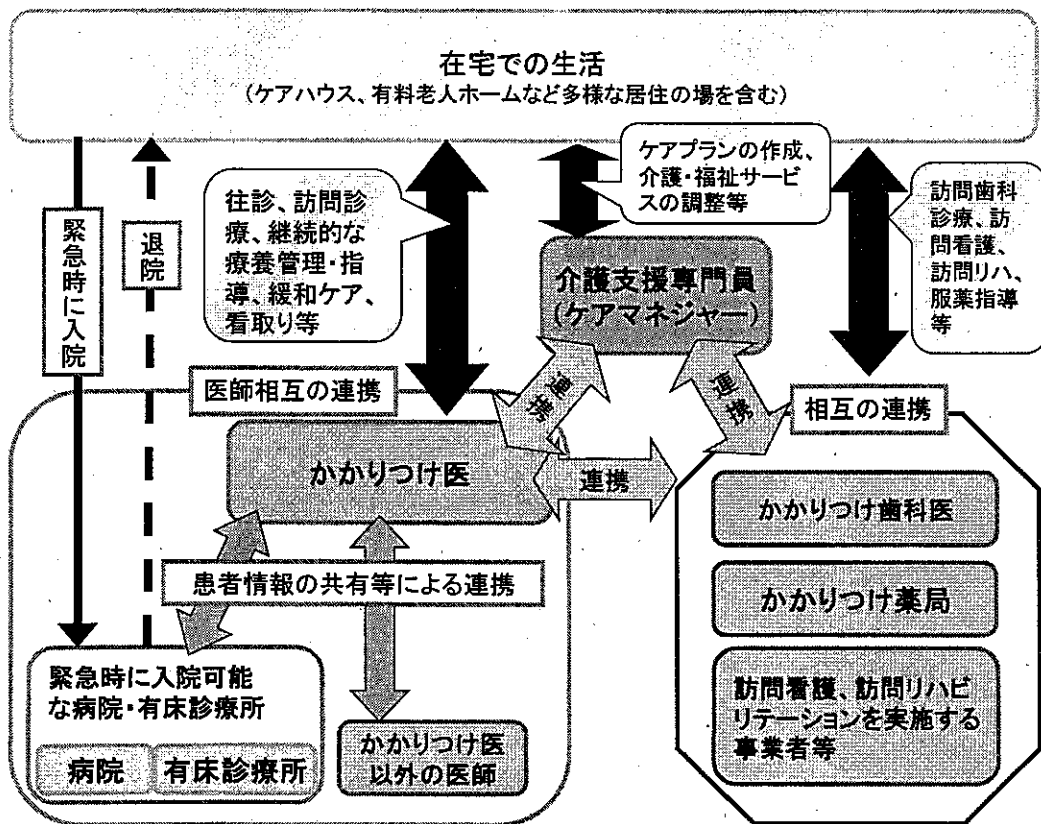 在宅での生活
（ケアハウス、有料老人ホームなど多様な居住の場を含む）
緊急時に入院
退院
往診、訪問診
療、継続的な
療養管理・指
導、緩和ケア、
看取り等
ケアプランの作成、
介護・福祉サービ
スの調整等
訪問歯科
診療、訪
問看護、
訪問リハ、
服薬指導
等
介護支援専門員
（ケアマネジャー）
連携
連携
医師相互の連携
相互の連携
かかりつけ医
連携
かかりつけ歯科医
患者情報の共有等による連携
かかりつけ薬局
緊急時に入院可能
な病院・有床診療所
病院
有床診療所
かかりつけ医
以外の医師
訪問看護、訪問リハビ
リテーションを実施する
事業者等